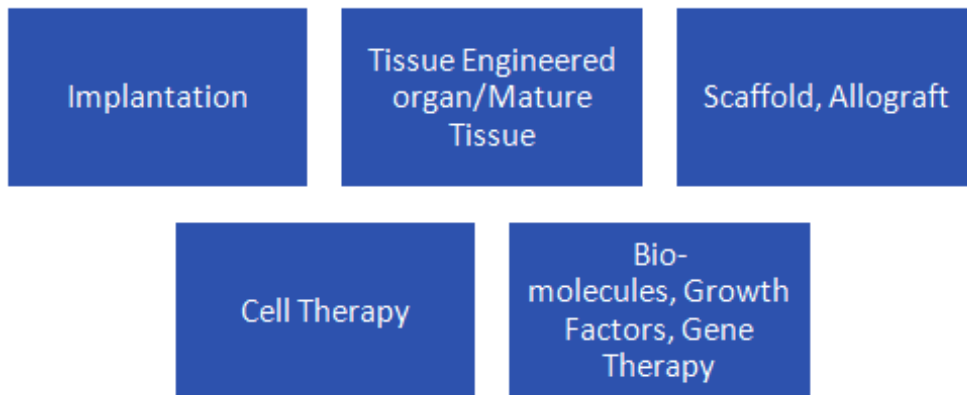 Implantation
Tissue Engineered
organ/Mature
Tissue
Scaffold, Allograft
Cell Therapy
Bio-
molecules, Growth
Factors, Gene
Therapy